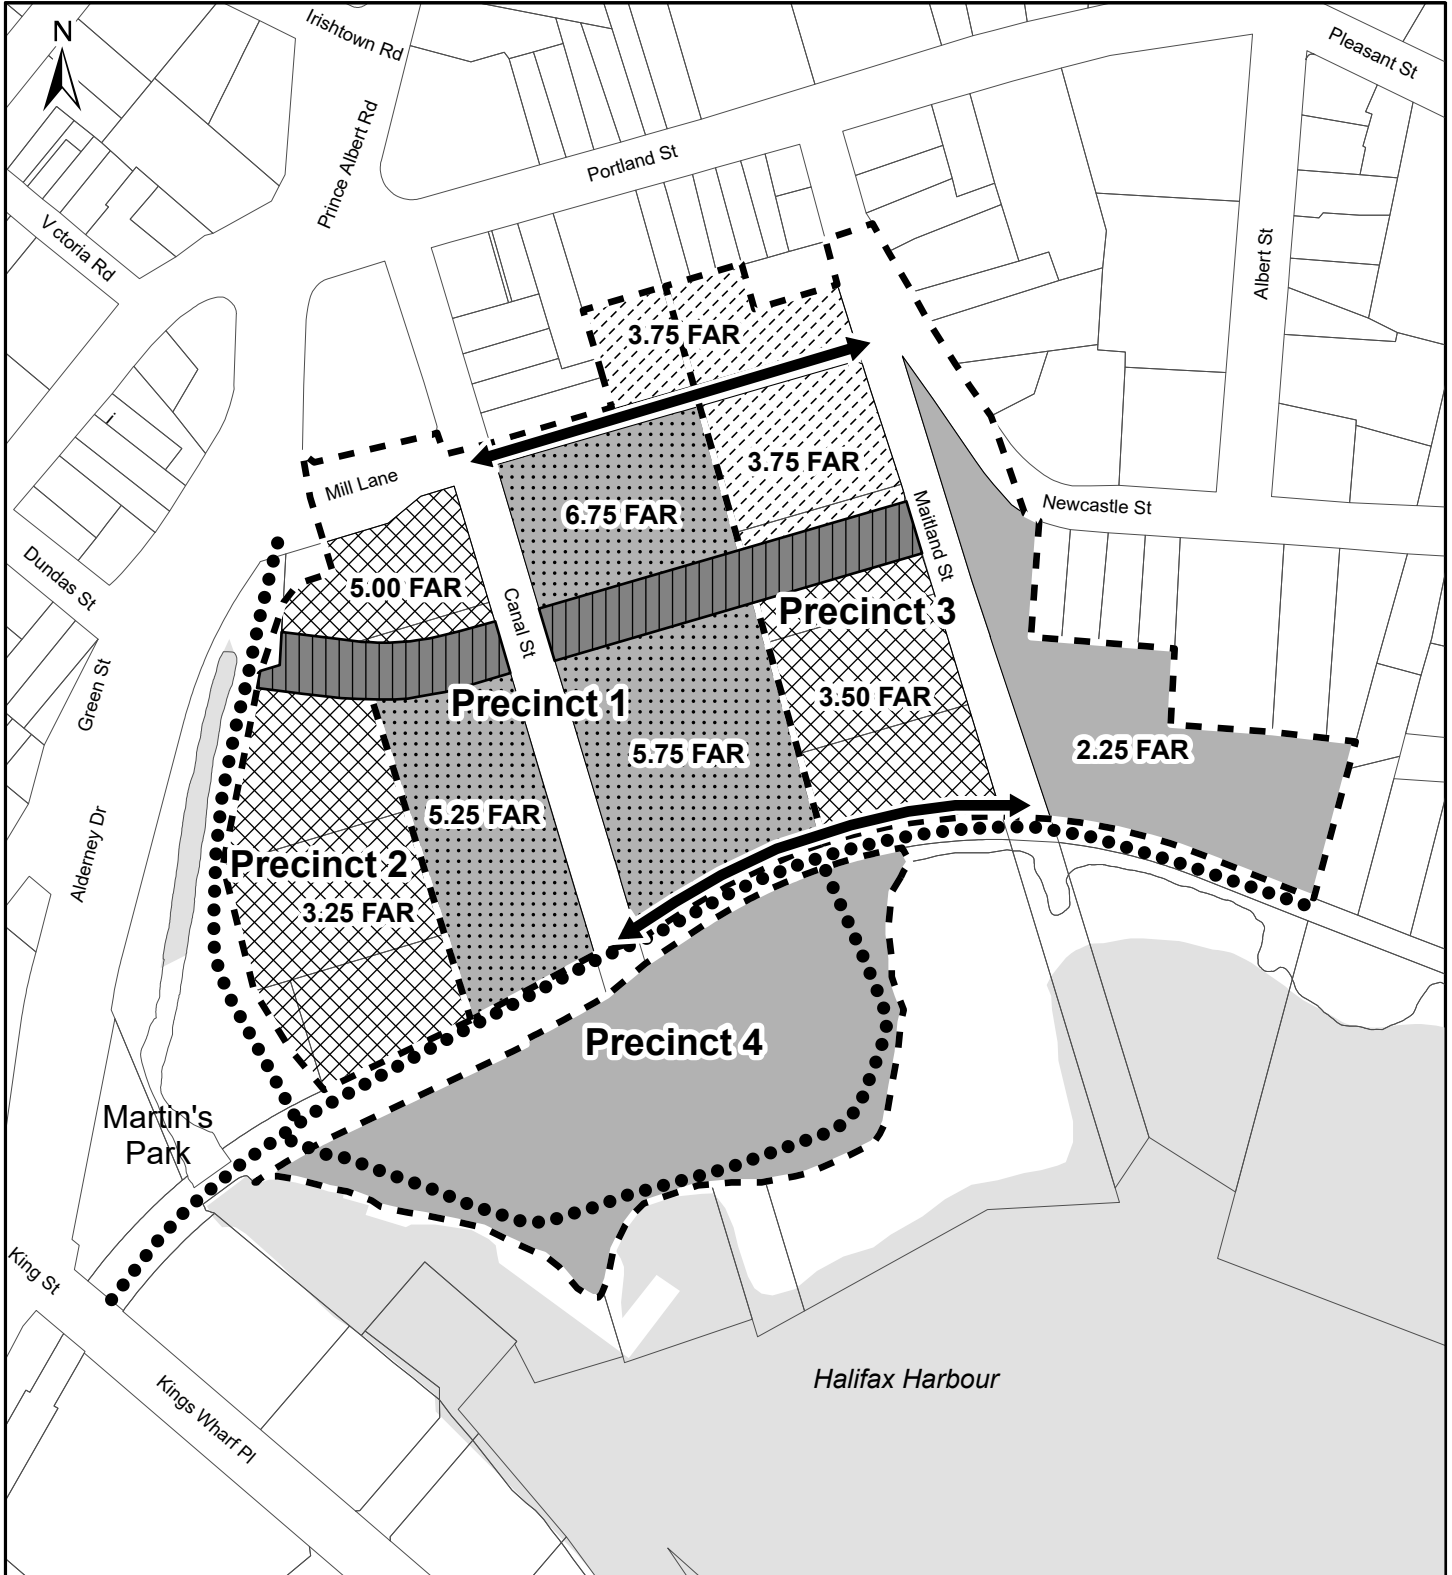 N
Irishtown Rd
Pleasant St
Prince Albert Rd
Portland St
V ctoria Rd
Albert St
3.75 FAR
3.75 FAR
Mill Lane
6.75 FAR
Newcastle St
Maitland St
Dundas St
5.00 FAR
Canal St
Precinct 3
Green St
Precinct 1
3.50 FAR
5.75 FAR
2.25 FAR
5.25 FAR
Alderney Dr
Precinct 2
3.25 FAR
Precinct 4
Martin's
Park
King St
Kings Wharf Pl
Halifax Harbour